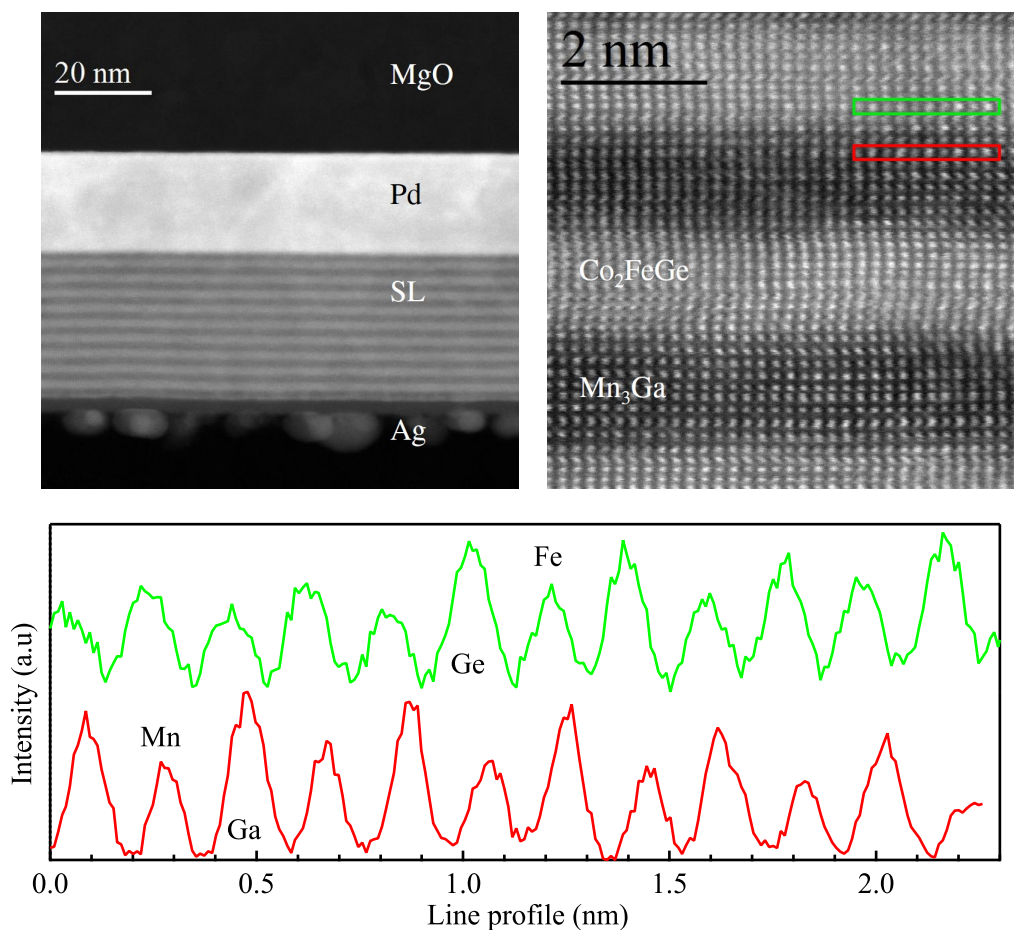 20 nm
MgO
Pd
SL
Ag
2 nm
Co₂FeGe
Mn₃Ga
Fe
Ge
Mn
Ga
Intensity (a.u)
0.0 0.5 1.0 1.5 2.0
Line profile (nm)